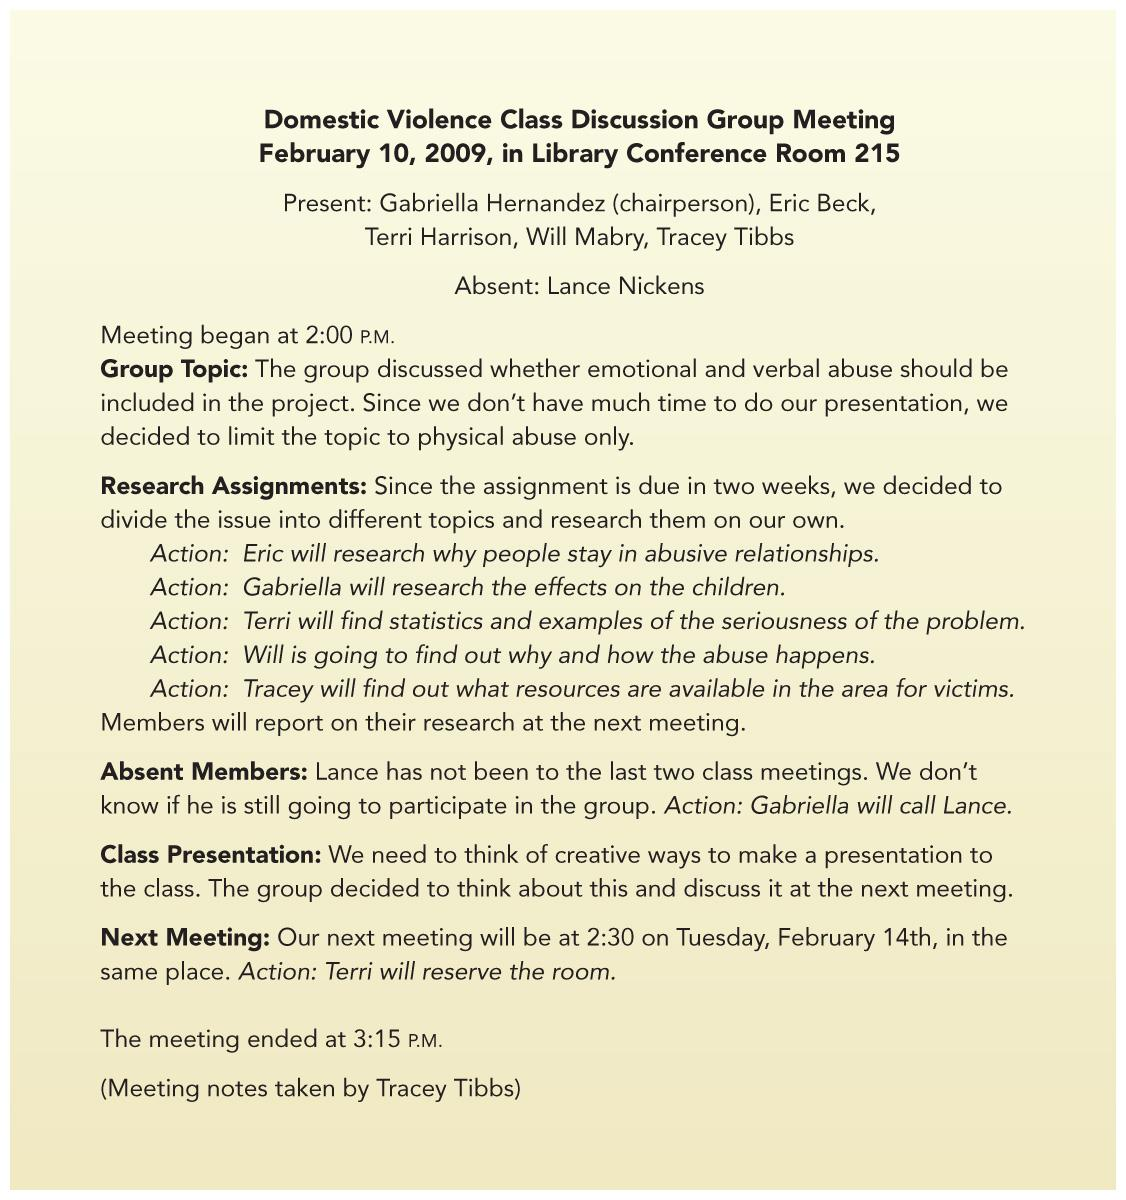 Domestic Violence Class Discussion Group Meeting
February 10, 2009, in Library Conference Room 215
Present: Gabriella Hernandez (chairperson), Eric Beck,
Terri Harrison, Will Mabry, Tracey Tibbs
Absent: Lance Nickens
Meeting began at 2:00 P.M.
Group Topic: The group discussed whether emotional and verbal abuse should be
included in the project. Since we don’t have much time to do our presentation, we
decided to limit the topic to physical abuse only.
Research Assignments: Since the assignment is due in two weeks, we decided to
divide the issue into different topics and research them on our own.
Action: Eric will research why people stay in abusive relationships.
Action: Gabriella will research the effects on the children.
Action: Terri will find statistics and examples of the seriousness of the problem.
Action: Will is going to find out why and how the abuse happens.
Action: Tracey will find out what resources are available in the area for victims.
Members will report on their research at the next meeting.
Absent Members: Lance has not been to the last two class meetings. We don’t
know if he is still going to participate in the group. Action: Gabriella will call Lance.
Class Presentation: We need to think of creative ways to make a presentation to
the class. The group decided to think about this and discuss it at the next meeting.
Next Meeting: Our next meeting will be at 2:30 on Tuesday, February 14th, in the
same place. Action: Terri will reserve the room.
The meeting ended at 3:15 P.M.
(Meeting notes taken by Tracey Tibbs)